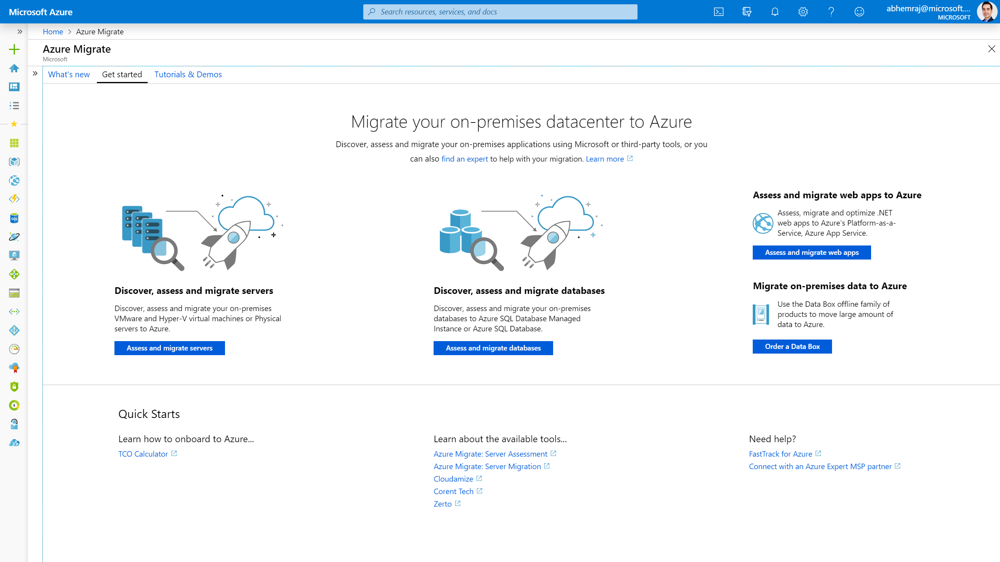 Microsoft Azure
Search resources, services, and docs
abhemraj@microsoft....
MICROSOFT
Home > Azure Migrate
Azure Migrate
Microsoft
What's new
Get started
Tutorials & Demos
Migrate your on-premises datacenter to Azure
Discover, assess and migrate your on-premises applications using Microsoft or third-party tools, or you
can also find an expert to help with your migration. Learn more
Discover, assess and migrate servers
Discover, assess and migrate your on-premises
VMware and Hyper-V virtual machines or Physical
servers to Azure.
Assess and migrate servers
Discover, assess and migrate databases
Discover, assess and migrate your on-premises
databases to Azure SQL Database Managed
Instance or Azure SQL Database.
Assess and migrate databases
Assess and migrate web apps to Azure
Assess, migrate and optimize .NET
web apps to Azure's Platform-as-a-
Service, Azure App Service.
Assess and migrate web apps
Migrate on-premises data to Azure
Use the Data Box offline family of
products to move large amount of
data to Azure.
Order a Data Box
SQL
Quick Starts
Learn how to onboard to Azure...
TCO Calculator
Learn about the available tools...
Azure Migrate: Server Assessment
Azure Migrate: Server Migration
Cloudamize
Corent Tech
Zerto
Need help?
FastTrack for Azure
Connect with an Azure Expert MSP partner